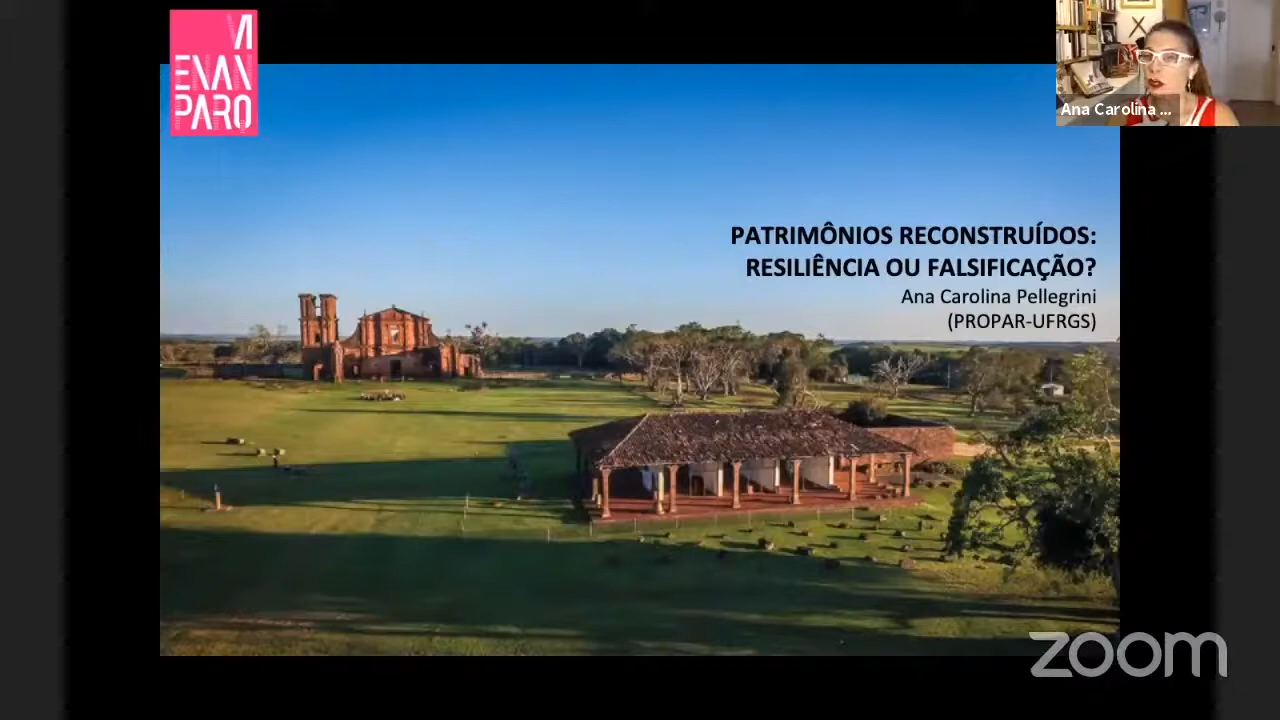 VI
ENAN
PARQ
Ana Carolina ...
PATRIMÔNIOS RECONSTRUÍDOS:
RESILIÊNCIA OU FALSIFICAÇÃO?
Ana Carolina Pellegrini
(PROPAR-UFRGS)
zoom